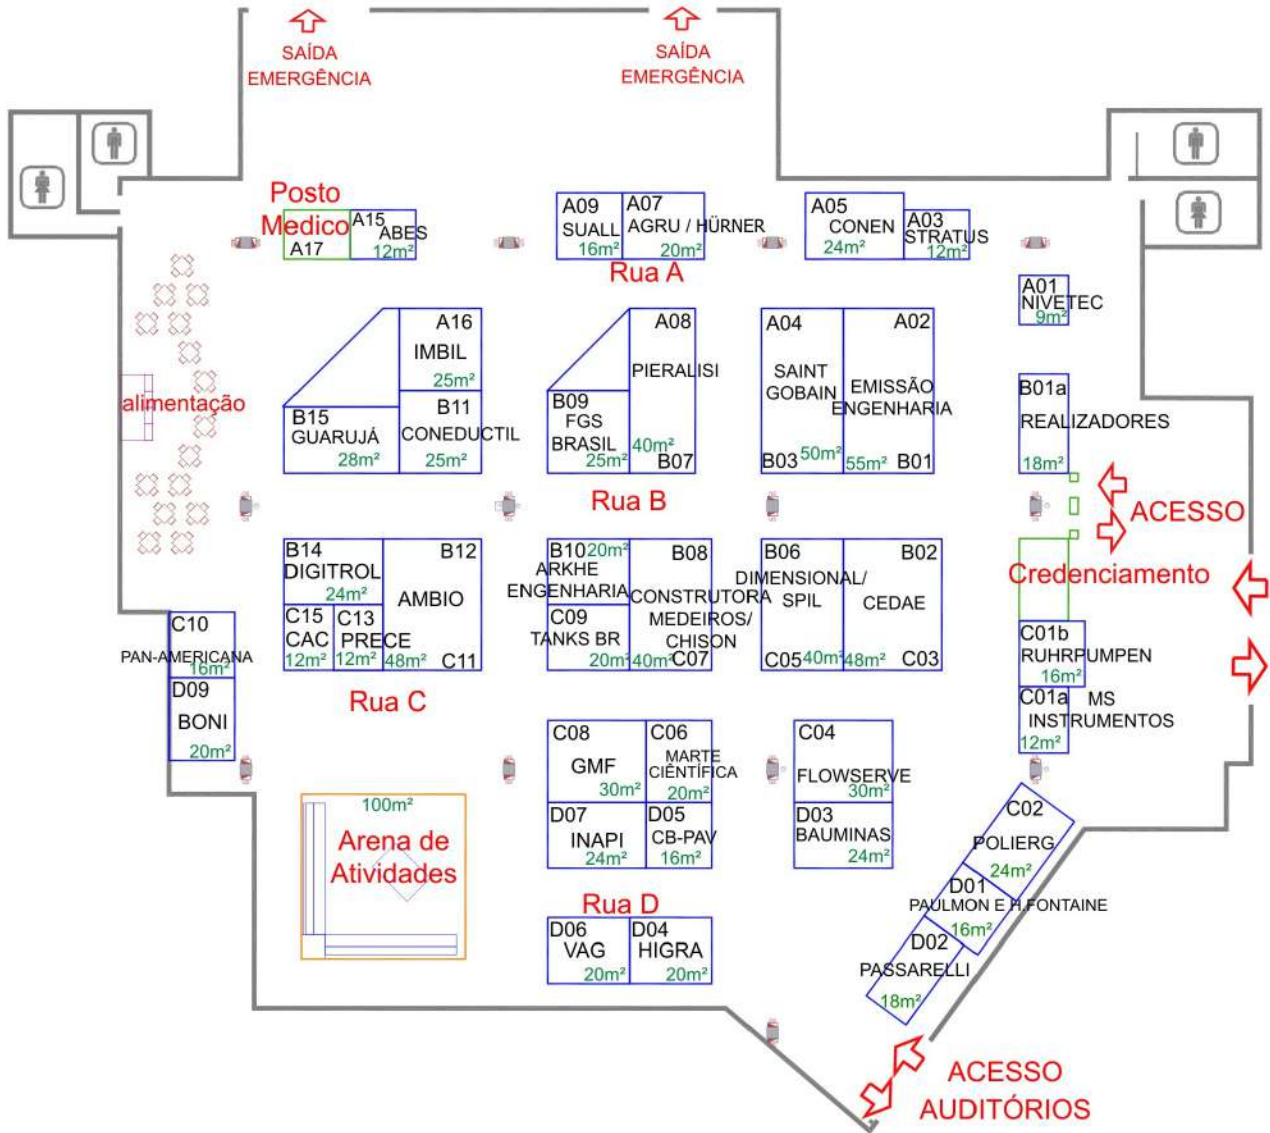 SAÍDA
EMERGÊNCIA
SAÍDA
EMERGÊNCIA
Posto
Medico
A17
A15
ABES
12m²
A09
SUALL
16m²
A07
AGRU / HÜRNER
20m²
A05
CONEN
24m²
A03
STRATUS
12m²
Rua A
A01
NIVETEC
9m²
A16
IMBIL
25m²
B15
GUARUJÁ
28m²
B11
CONEDUCTIL
25m²
A08
PIERALISI
40m²
B07
B09
FGS
BRASIL
25m²
A04
SAINT
GOBAIN
50m²
B03
A02
EMISSÃO
ENGENHARIA
55m²
B01
B01a
REALIZADORES
18m²
alimentação
Rua B
ACESSO
B14
DIGITROL
24m²
B12
AMBIO
48m²
C11
C15
CAC
12m²
C13
PRECE
12m²
B10
20m²
ARKHE
ENGENHARIA
C09
TANKS BR
20m²
B08
CONSTRUTORA
MEDEIROS/
CHISON
40m²
C07
B06
DIMENSIONAL/
SPIL
40m²
C05
B02
CEDAE
48m²
C03
Credenciamento
C01b
RUHRPUMPEN
16m²
C01a
MS
INSTRUMENTOS
12m²
C10
PAN-AMERICANA
16m²
D09
BONI
20m²
Rua C
C08
GMF
30m²
C06
MARTE
CIÊNTÍFICA
20m²
D07
INAPI
24m²
D05
CB-PAV
16m²
C04
FLOWSERVE
30m²
D03
BAUMINAS
24m²
100m²
Arena de
Atividades
C02
POLIERG
24m²
D01
PAULMON E H.FONTAINE
16m²
D02
PASSARELLI
18m²
Rua D
D06
VAG
20m²
D04
HIGRA
20m²
ACESSO
AUDITÓRIOS